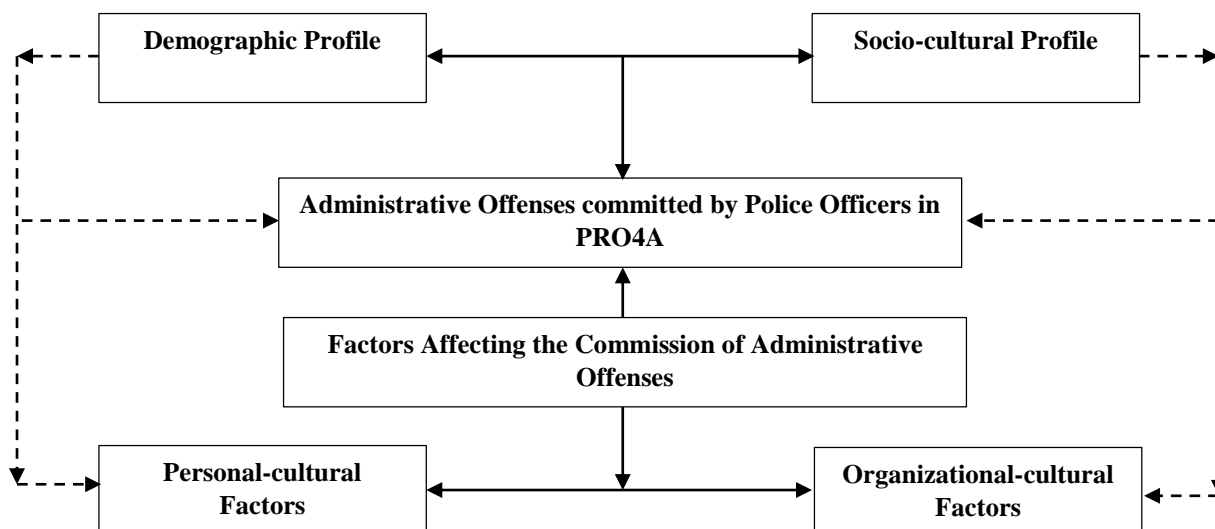 Demographic Profile
Socio-cultural Profile
Administrative Offenses committed by Police Officers in
PRO4A
Factors Affecting the Commission of Administrative
Offenses
Personal-cultural
Factors
Organizational-cultural
Factors